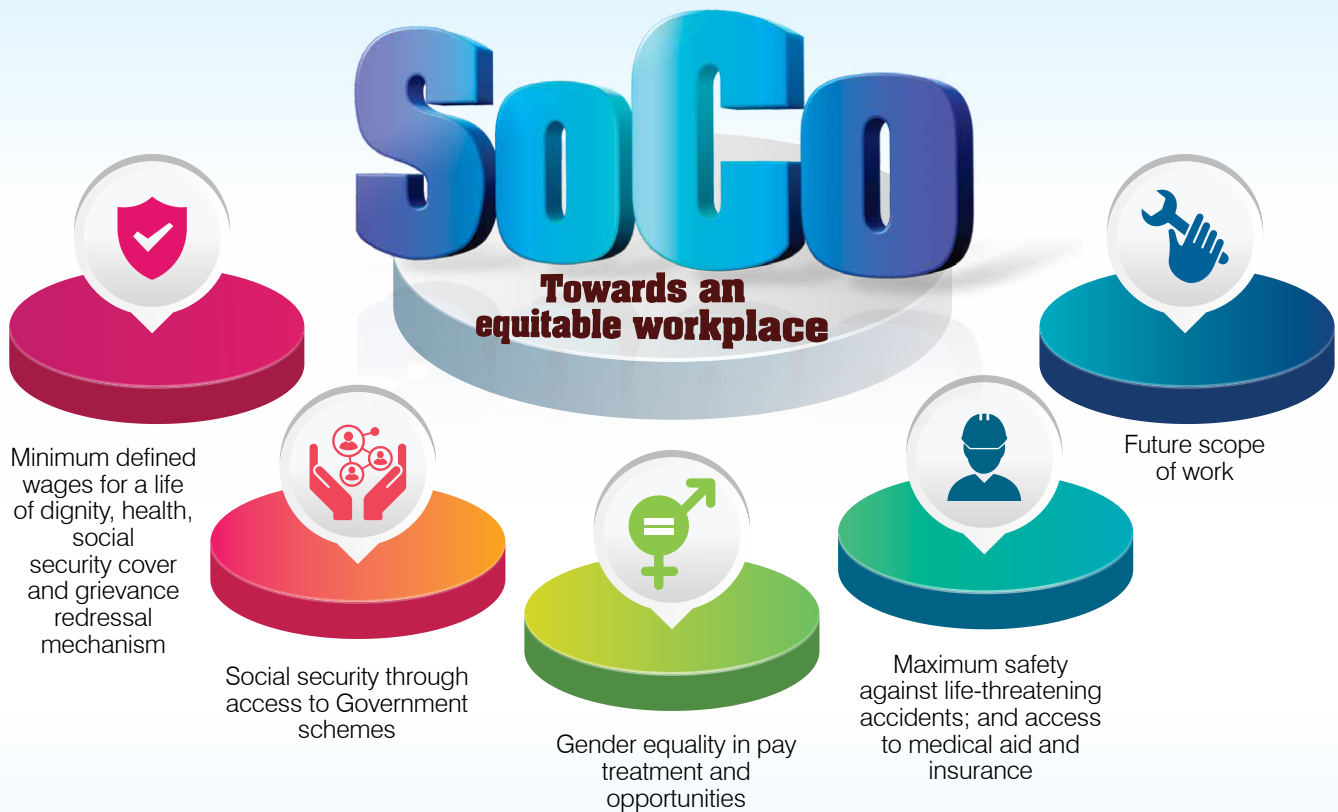 SoCo
Towards an
equitable workplace
Minimum defined
wages for a life
of dignity, health,
social
security cover
and grievance
redressal
mechanism
Social security through
access to Government
schemes
Gender equality in pay
treatment and
opportunities
Maximum safety
against life-threatening
accidents; and access
to medical aid and
insurance
Future scope
of work